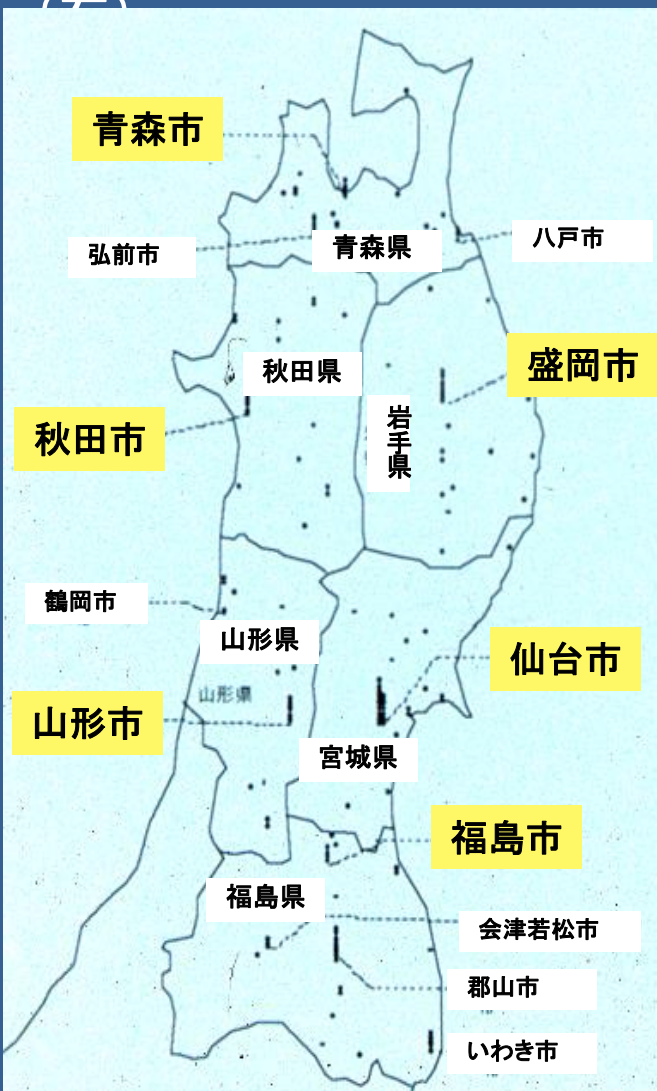 青森市
弘前市
青森県
八戸市
秋田県
盛岡市
秋田市
岩手県
鶴岡市
山形県
仙台市
山形県
山形市
宮城県
福島市
福島県
会津若松市
郡山市
いわき市